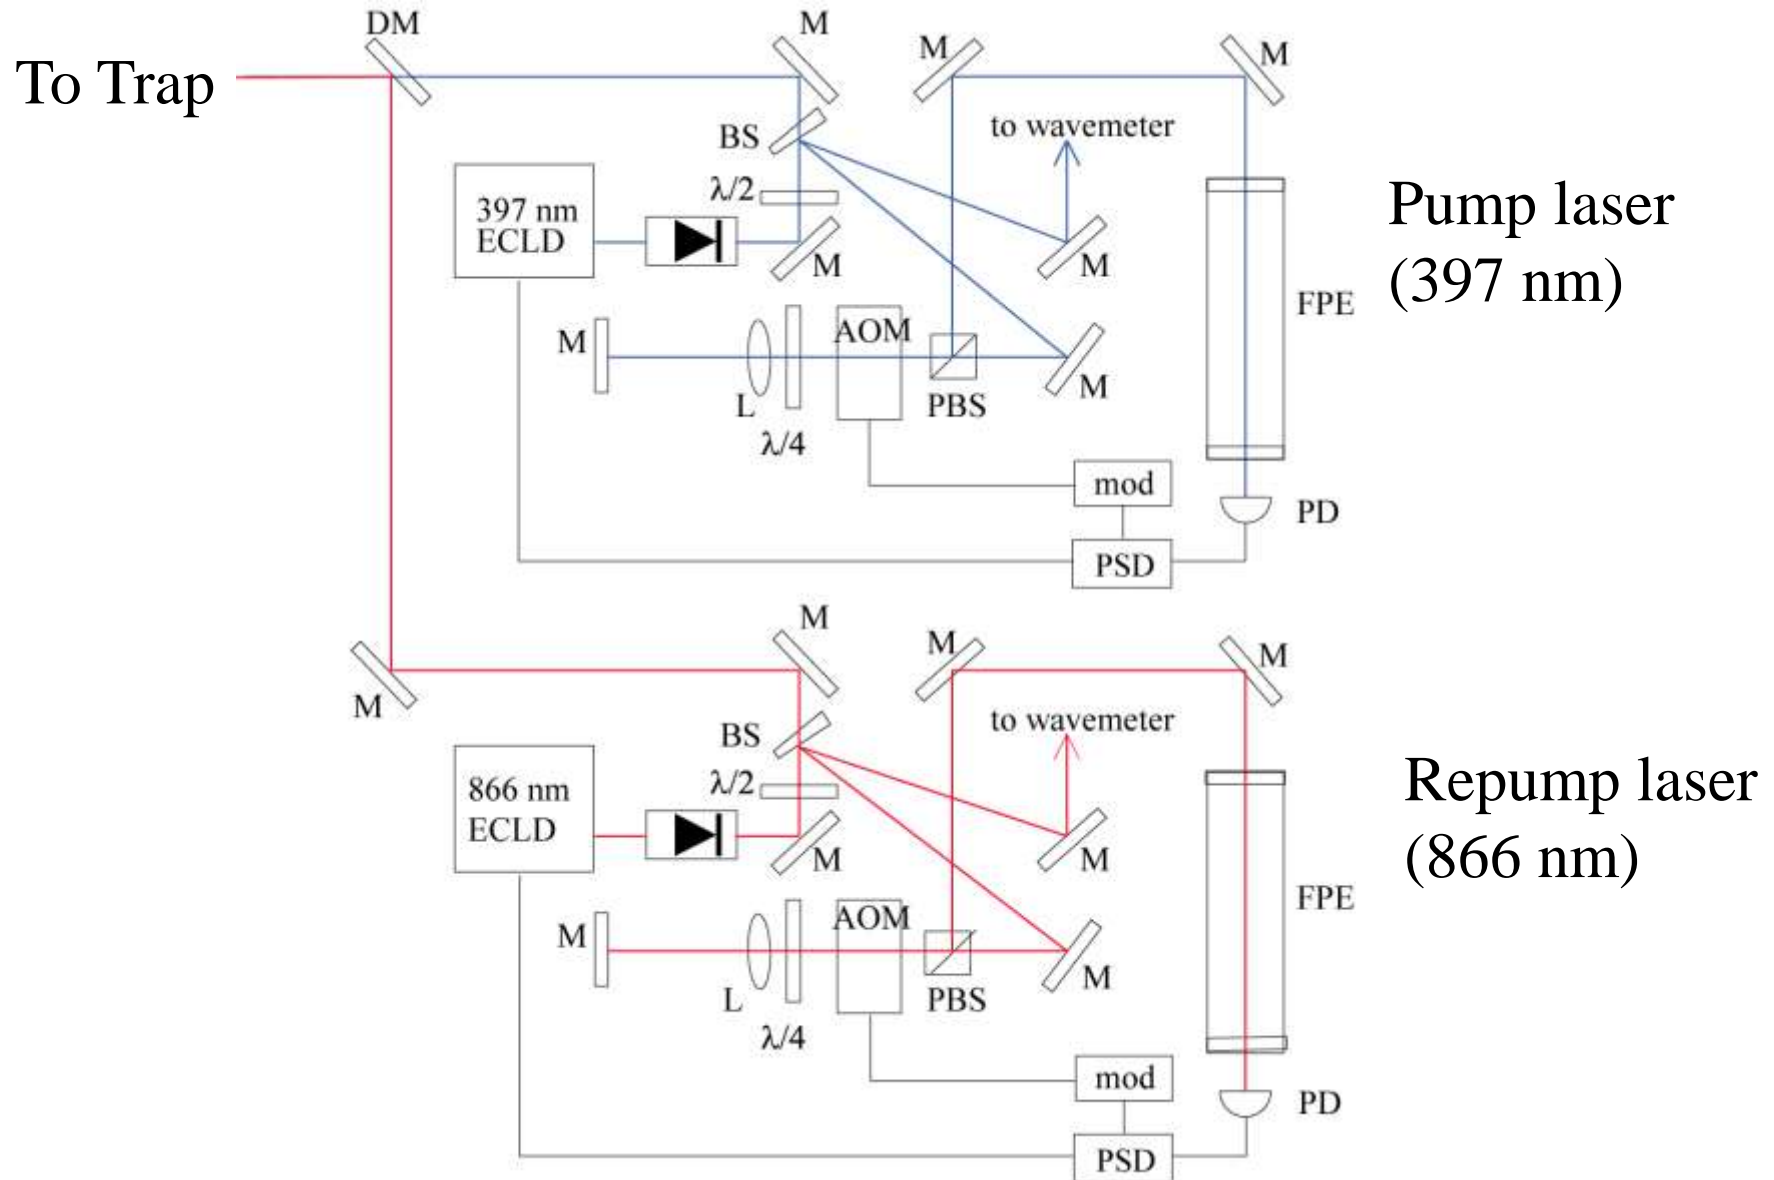 DM
M
M
M
To Trap
BS
to wavemeter
λ/2
397 nm
ECLD
M
M
Pump laser
(397 nm)
FPE
M
AOM
M
L
PBS
λ/4
mod
PD
PSD
M
M
M
M
BS
to wavemeter
λ/2
866 nm
ECLD
M
M
Repump laser
(866 nm)
FPE
M
AOM
M
L
PBS
λ/4
mod
PD
PSD